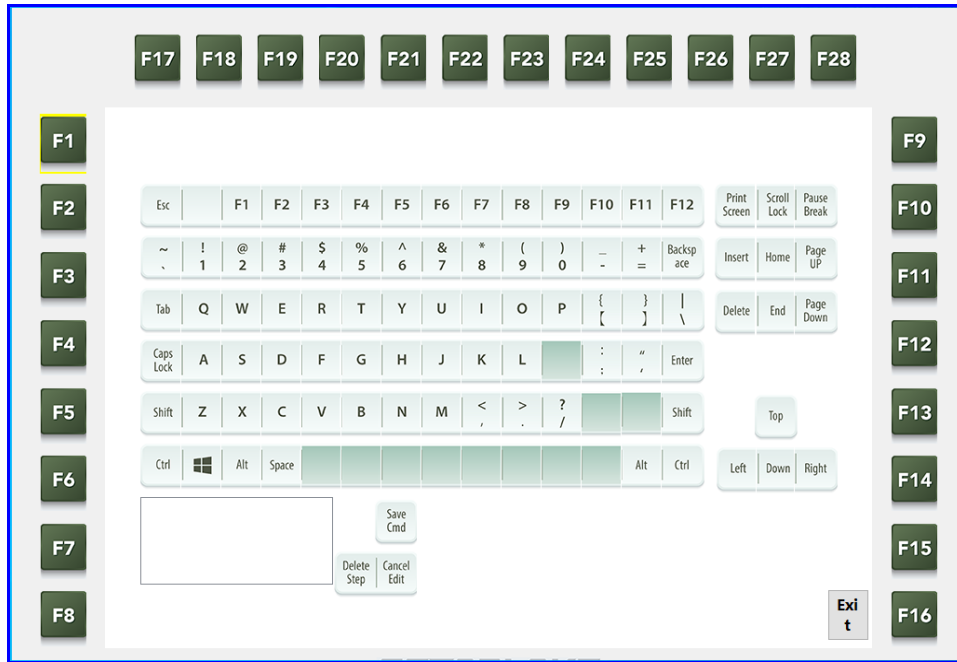 F17 F18 F19 F20 F21 F22 F23 F24 F25 F26 F27 F28
F1
F2
F3
F4
F5
F6
F7
F8
Esc F1 F2 F3 F4 F5 F6 F7 F8 F9 F10 F11 F12
~ ! @ # $ % ^ & * ( ) _ + Backsp
` 1 2 3 4 5 6 7 8 9 0 - = ace
Tab Q W E R T Y U I O P { } |
【 】 \
Caps Lock A S D F G H J K L : " Enter
; '
Shift Z X C V B N M < > ? Shift
, . /
Ctrl Alt Space Alt Ctrl
Print Screen Scroll Lock Pause Break
Insert Home Page UP
Delete End Page Down
Top
Left Down Right
Save
Cmd
Delete Cancel
Step Edit
Exi
t
F9
F10
F11
F12
F13
F14
F15
F16